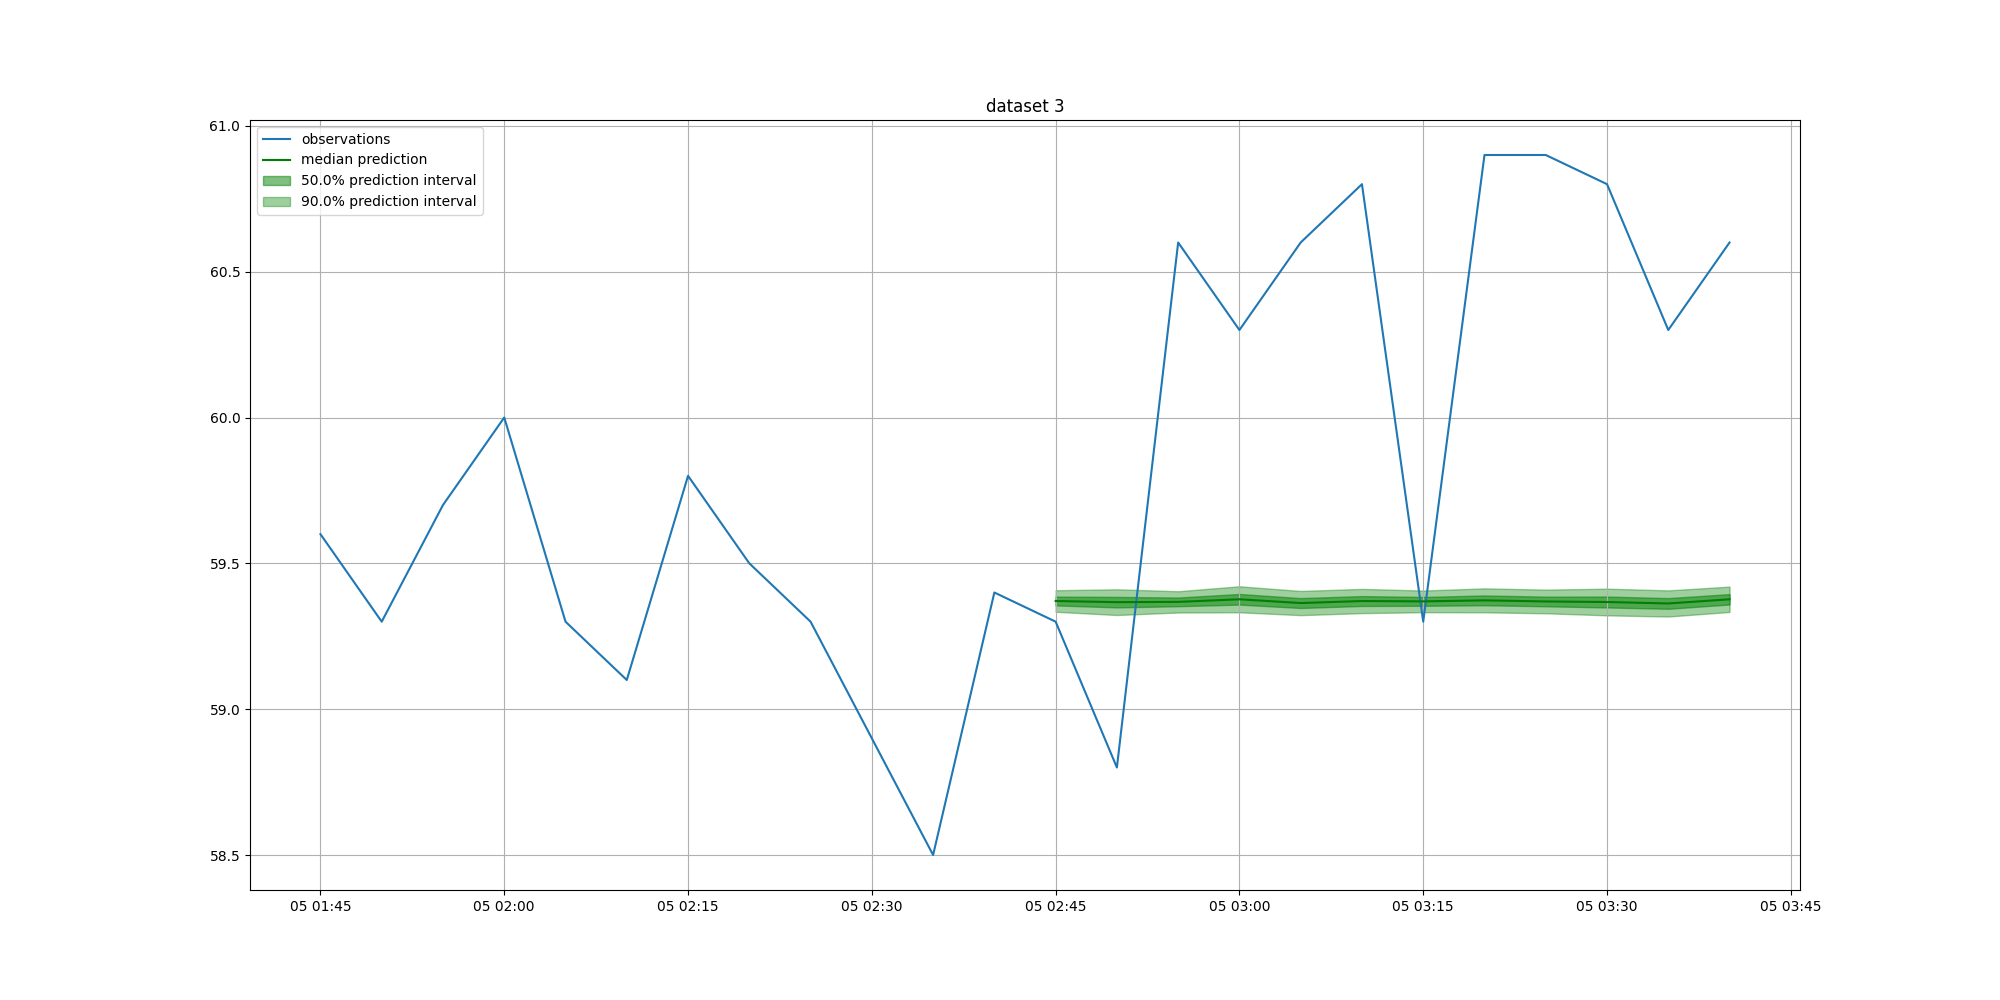 dataset 3
61.0
60.5
60.0
59.5
59.0
58.5
observations
median prediction
50.0% prediction interval
90.0% prediction interval
05 01:45 05 02:00 05 02:15 05 02:30 05 02:45 05 03:00 05 03:15 05 03:30 05 03:45